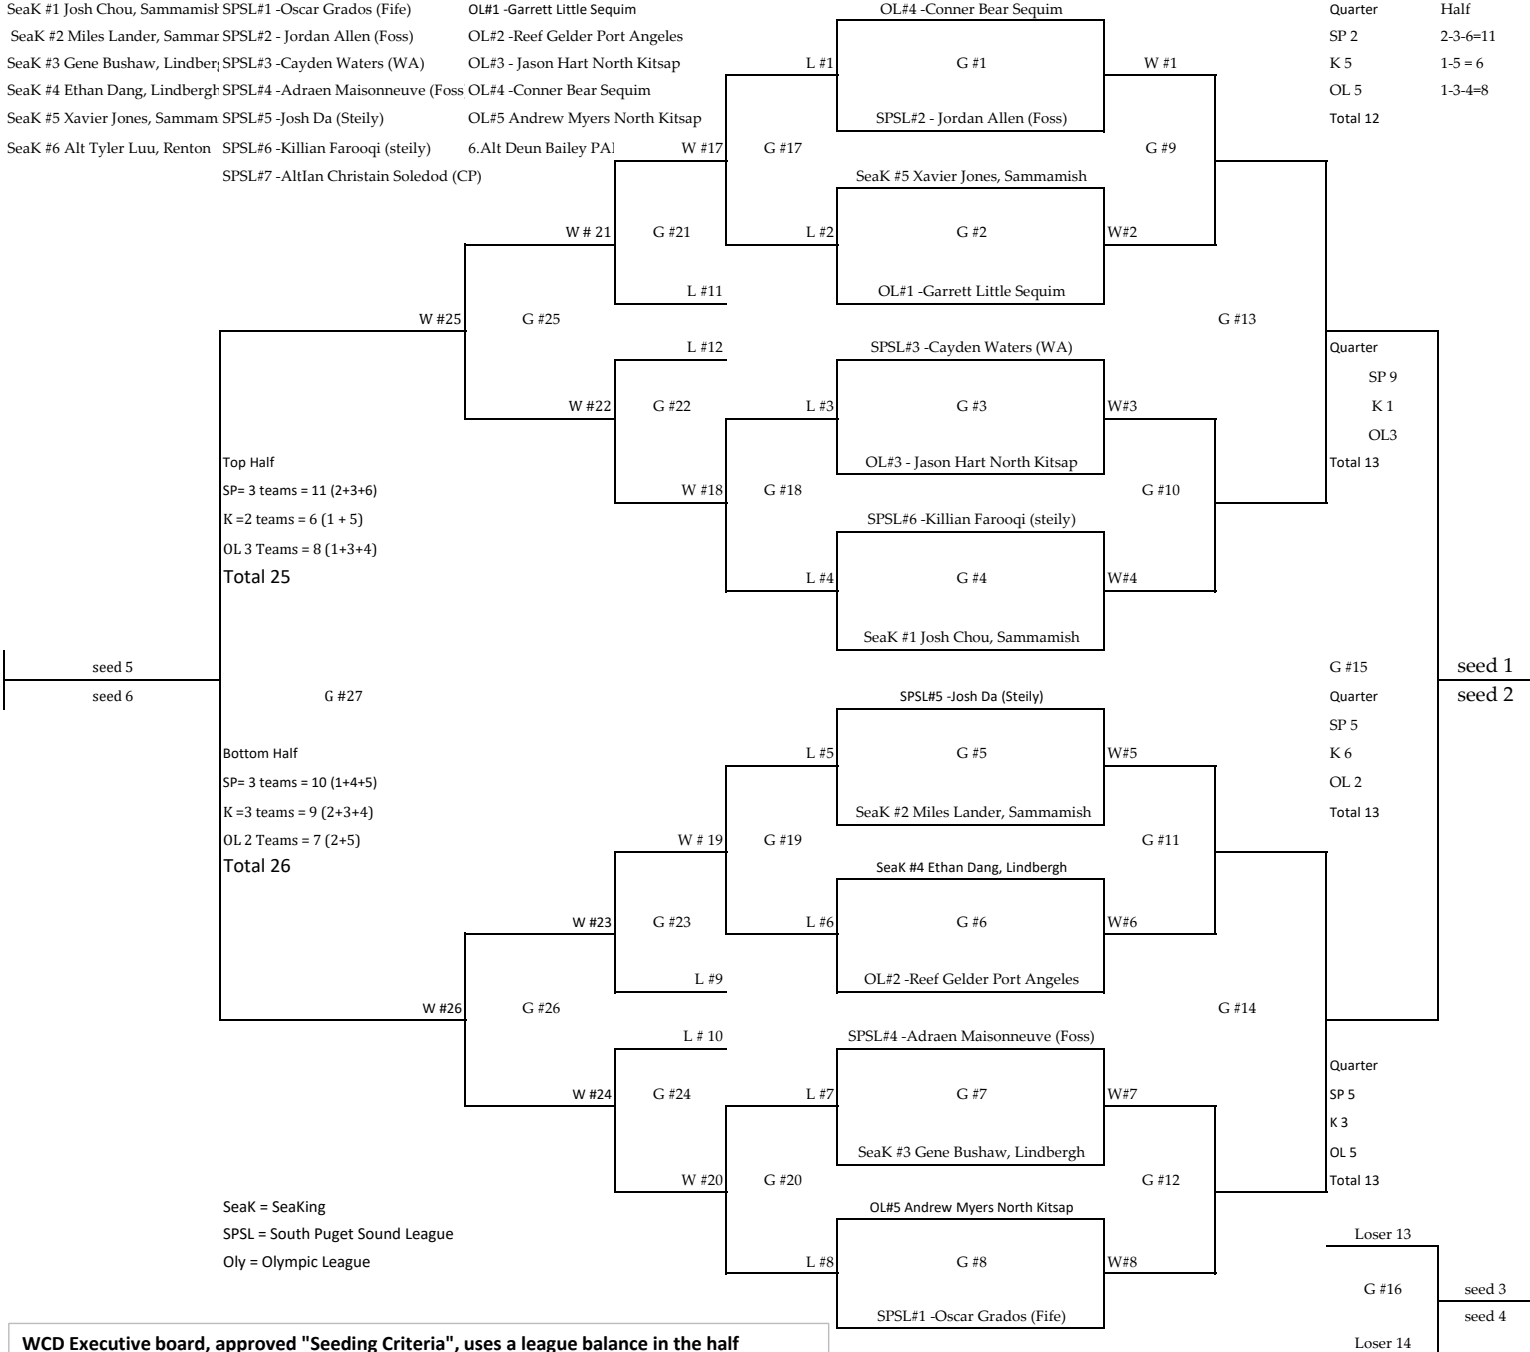 SeaK #1 Josh Chou, Sammamish SPSL#1 -Oscar Grados (Fife) OL#1 -Garrett Little Sequim OL#4 -Conner Bear Sequim Quarter Half
SeaK #2 Miles Lander, Sammar SPSL#2 - Jordan Allen (Foss) OL#2 -Reef Gelder Port Angeles SP 2 2-3-6=11
SeaK #3 Gene Bushaw, Lindber SPSL#3 -Cayden Waters (WA) OL#3 - Jason Hart North Kitsap L #1 G #1 W #1 K 5 1-5 = 6
SeaK #4 Ethan Dang, Lindbergh SPSL#4 -Adraen Maisonneuve (Foss OL#4 -Conner Bear Sequim OL 5 1-3-4=8
SeaK #5 Xavier Jones, Sammam SPSL#5 -Josh Da (Steily) OL#5 Andrew Myers North Kitsap SPSL#2 - Jordan Allen (Foss) Total 12
SeaK #6 Alt Tyler Luu, Renton SPSL#6 -Killian Farooqi (steily) 6.Alt Deun Bailey PA W #17 G #17 G #9
SPSL#7 -AltIan Christain Soledod (CP) SeaK #5 Xavier Jones, Sammamish
W # 21 G #21 L #2 G #2 W#2
L #11 OL#1 -Garrett Little Sequim
W #25 G #25 G #13
L #12 SPSL#3 -Cayden Waters (WA) Quarter
SP 9
W #22 G #22 L #3 G #3 W#3 K 1
OL3
Top Half OL#3 - Jason Hart North Kitsap Total 13
SP= 3 teams = 11 (2+3+6) W #18 G #18 G #10
K =2 teams = 6 (1 + 5) SPSL#6 -Killian Farooqi (steily)
OL 3 Teams = 8 (1+3+4)
Total 25 L #4 G #4 W#4
SeaK #1 Josh Chou, Sammamish
seed 5 G #15 seed 1
seed 6 G #27 SPSL#5 -Josh Da (Steily) Quarter seed 2
SP 5
Bottom Half L #5 G #5 W#5 K 6
SP= 3 teams = 10 (1+4+5) OL 2
K =3 teams = 9 (2+3+4) SeaK #2 Miles Lander, Sammamish Total 13
OL 2 Teams = 7 (2+5) W # 19 G #19 G #11
Total 26 SeaK #4 Ethan Dang, Lindbergh
W #23 G #23 L #6 G #6 W#6
L #9 OL#2 -Reef Gelder Port Angeles
W #26 G #26 G #14
L # 10 SPSL#4 -Adraen Maisonneuve (Foss)
Quarter
W #24 G #24 L #7 G #7 W#7 SP 5
K 3
SeaK #3 Gene Bushaw, Lindbergh OL 5
W #20 G #20 G #12 Total 13
SeaK = SeaKing OL#5 Andrew Myers North Kitsap
SPSL = South Puget Sound League Loser 13
Oly = Olympic League L #8 G #8 W#8
G #16 seed 3
SPSL#1 -Oscar Grados (Fife) seed 4
WCD Executive board, approved "Seeding Criteria", uses a league balance in the half Loser 14